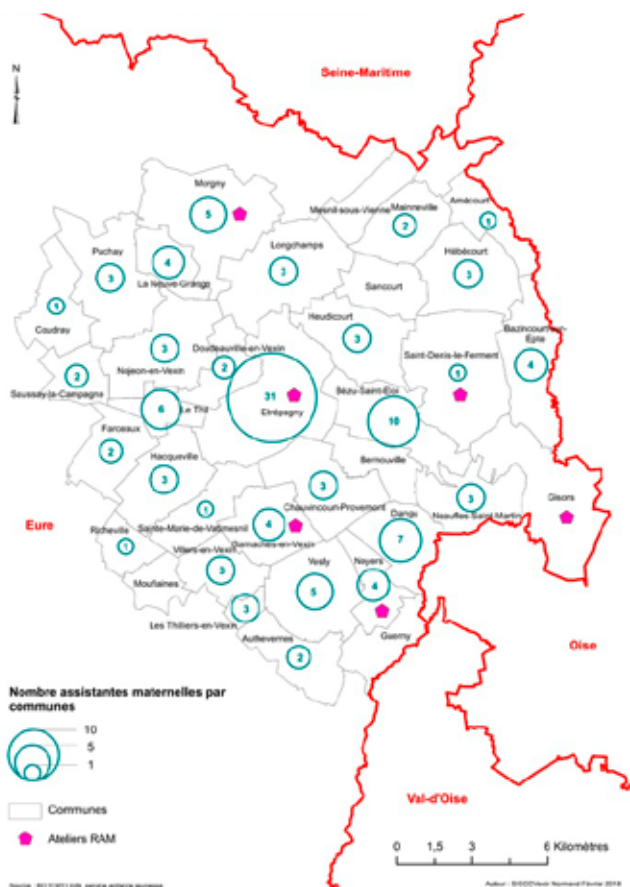 Seine-Maritime
N
Morgny
5
Mesnil-sous-Vienne
Mainneville
2
Amécourt
1
Puchay
3
4
La Neuve-Grange
Longchamps
3
Hébécourt
3
Sancourt
1
Coudray
Heudicourt
3
Bazincourt-sur-Epte
4
3
Nojeon-en-Vexin
Doudeauville-en-Vexin
2
Saint-Denis-le-Ferment
1
2
Saussay-la-Campagne
31
Etrépagny
6
Le Thil
Bézu-Saint-Eloi
10
Farceaux
2
Hacqueville
3
Bernouville
3
Chauvincourt-Provemont
3
Neaufles-Saint-Martin
Gisors
Eure
1
Sainte-Marie-de-Vatimesnil
4
Gamaches-en-Vexin
Dangu
7
Richeville
1
Villers-en-Vexin
3
Vesly
5
Noyers
4
Mouflaines
3
Les Thilliers-en-Vexin
Guerny
Authevernes
2
Oise
Nombre assistantes maternelles par
communes
10
5
1
Communes
Ateliers RAM
Val-d'Oise
0 1,5 3 6 Kilomètres